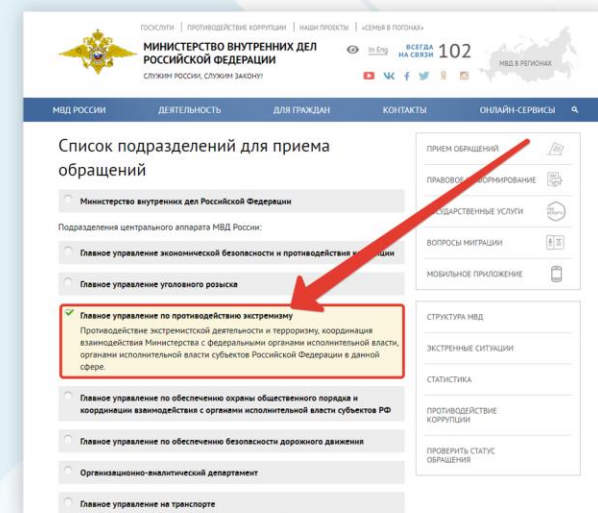 ГОСУСЛУГИ | ПРОТИВОДЕЙСТВИЕ КОРРУПЦИИ | НАШИ ПРОЕКТЫ | «СЕМЬЯ В ПОГОНАХ»
МИНИСТЕРСТВО ВНУТРЕННИХ ДЕЛ
РОССИЙСКОЙ ФЕДЕРАЦИИ
СЛУЖИМ РОССИИ, СЛУЖИМ ЗАКОНУ!
In Eng
ВСЕГДА
НА СВЯЗИ 102
МВД В РЕГИОНАХ
МВД РОССИИ ДЕЯТЕЛЬНОСТЬ ДЛЯ ГРАЖДАН КОНТАКТЫ ОНЛАЙН-СЕРВИСЫ
Список подразделений для приема
обращений
Министерство внутренних дел Российской Федерации
Подразделения центрального аппарата МВД России:
Главное управление экономической безопасности и противодействия
Главное управление уголовного розыска
Главное управление по противодействию экстремизму
Противодействие экстремистской деятельности и терроризму, координация
взаимодействия Министерства с федеральными органами исполнительной власти,
органами исполнительной власти субъектов Российской Федерации в данной
сфере.
Главное управление по обеспечению охраны общественного порядка и
координации взаимодействия с органами исполнительной власти субъектов РФ
Главное управление по обеспечению безопасности дорожного движения
Организационно-аналитический департамент
Главное управление на транспорте
ПРИЕМ ОБРАЩЕНИЙ
ПРАВОВОЕ
УСЛУГИ
ВОПРОСЫ МИГРАЦИИ
МОБИЛЬНОЕ ПРИЛОЖЕНИЕ
СТРУКТУРА МВД
ЭКСТРЕННЫЕ СИТУАЦИИ
СТАТИСТИКА
ПРОТИВОДЕЙСТВИЕ
КОРРУПЦИИ
ПРОВЕРИТЬ СТАТУС
ОБРАЩЕНИЯ